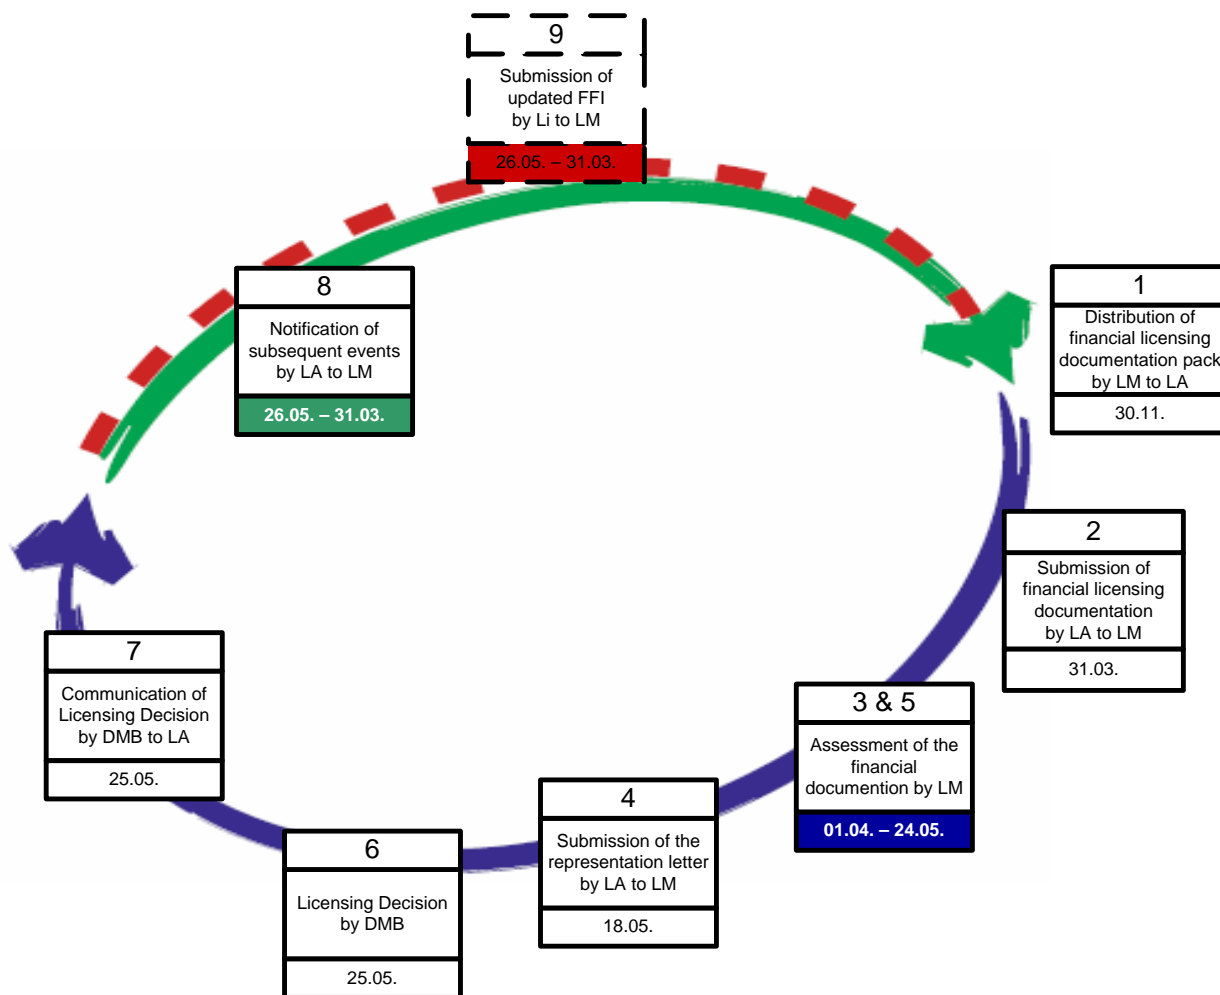 9
Submission of
updated FFI
by Li to LM
26.05. – 31.03.
8
Notification of
subsequent events
by LA to LM
26.05. – 31.03.
1
Distribution of
financial licensing
documentation pack
by LM to LA
30.11.
2
Submission of
financial licensing
documentation
by LA to LM
31.03.
3 & 5
Assessment of the
financial
documention by LM
01.04. – 24.05.
4
Submission of the
representation letter
by LA to LM
18.05.
6
Licensing Decision
by DMB
25.05.
7
Communication of
Licensing Decision
by DMB to LA
25.05.